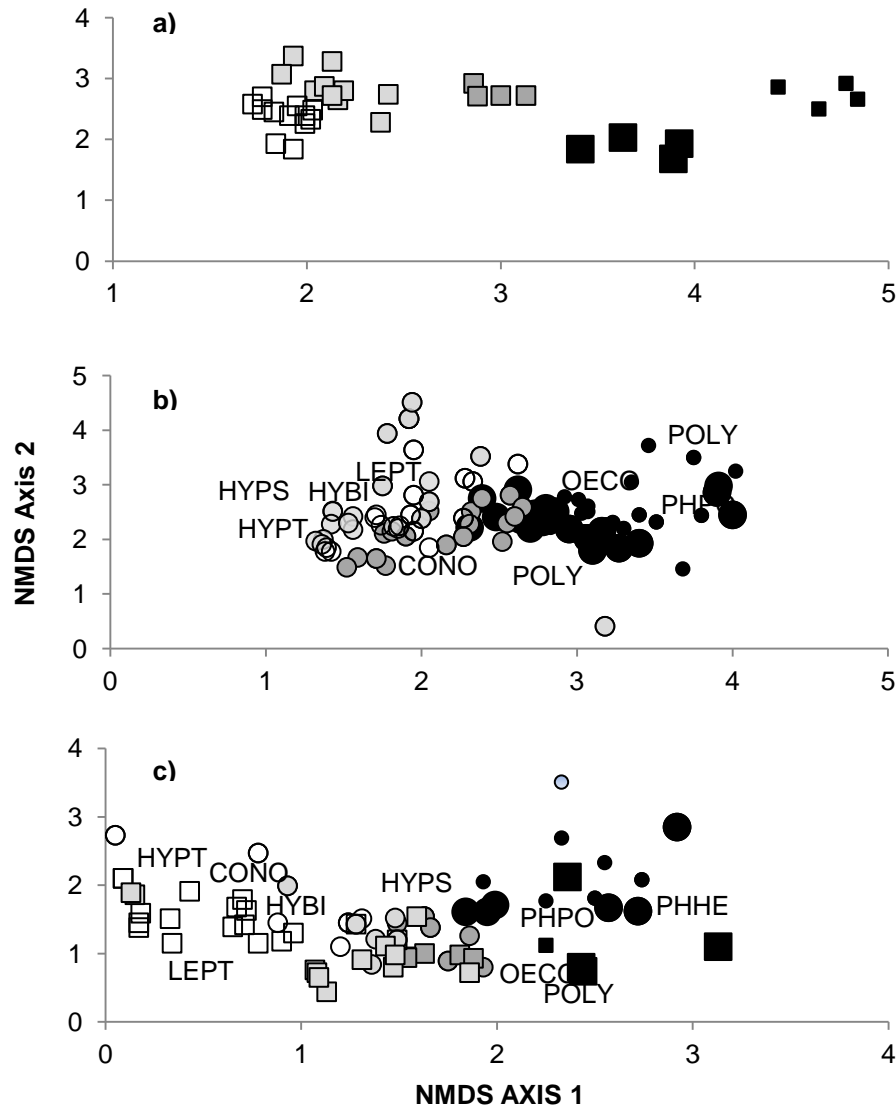 a)
4
3
2
1
0
1 2 3 4 5
NMDS Axis 2
b)
5
4
3
2
1
0
POLY
LEPT OECO
HYPS HYBI
HYPT
CONO
POLY
0 1 2 3 4 5
c)
4
3
2
1
0
HYPT
CONO
HYPS
HYBI
PHPO PHHE
LEPT OECO
POLY
0 1 2 3 4
NMDS AXIS 1